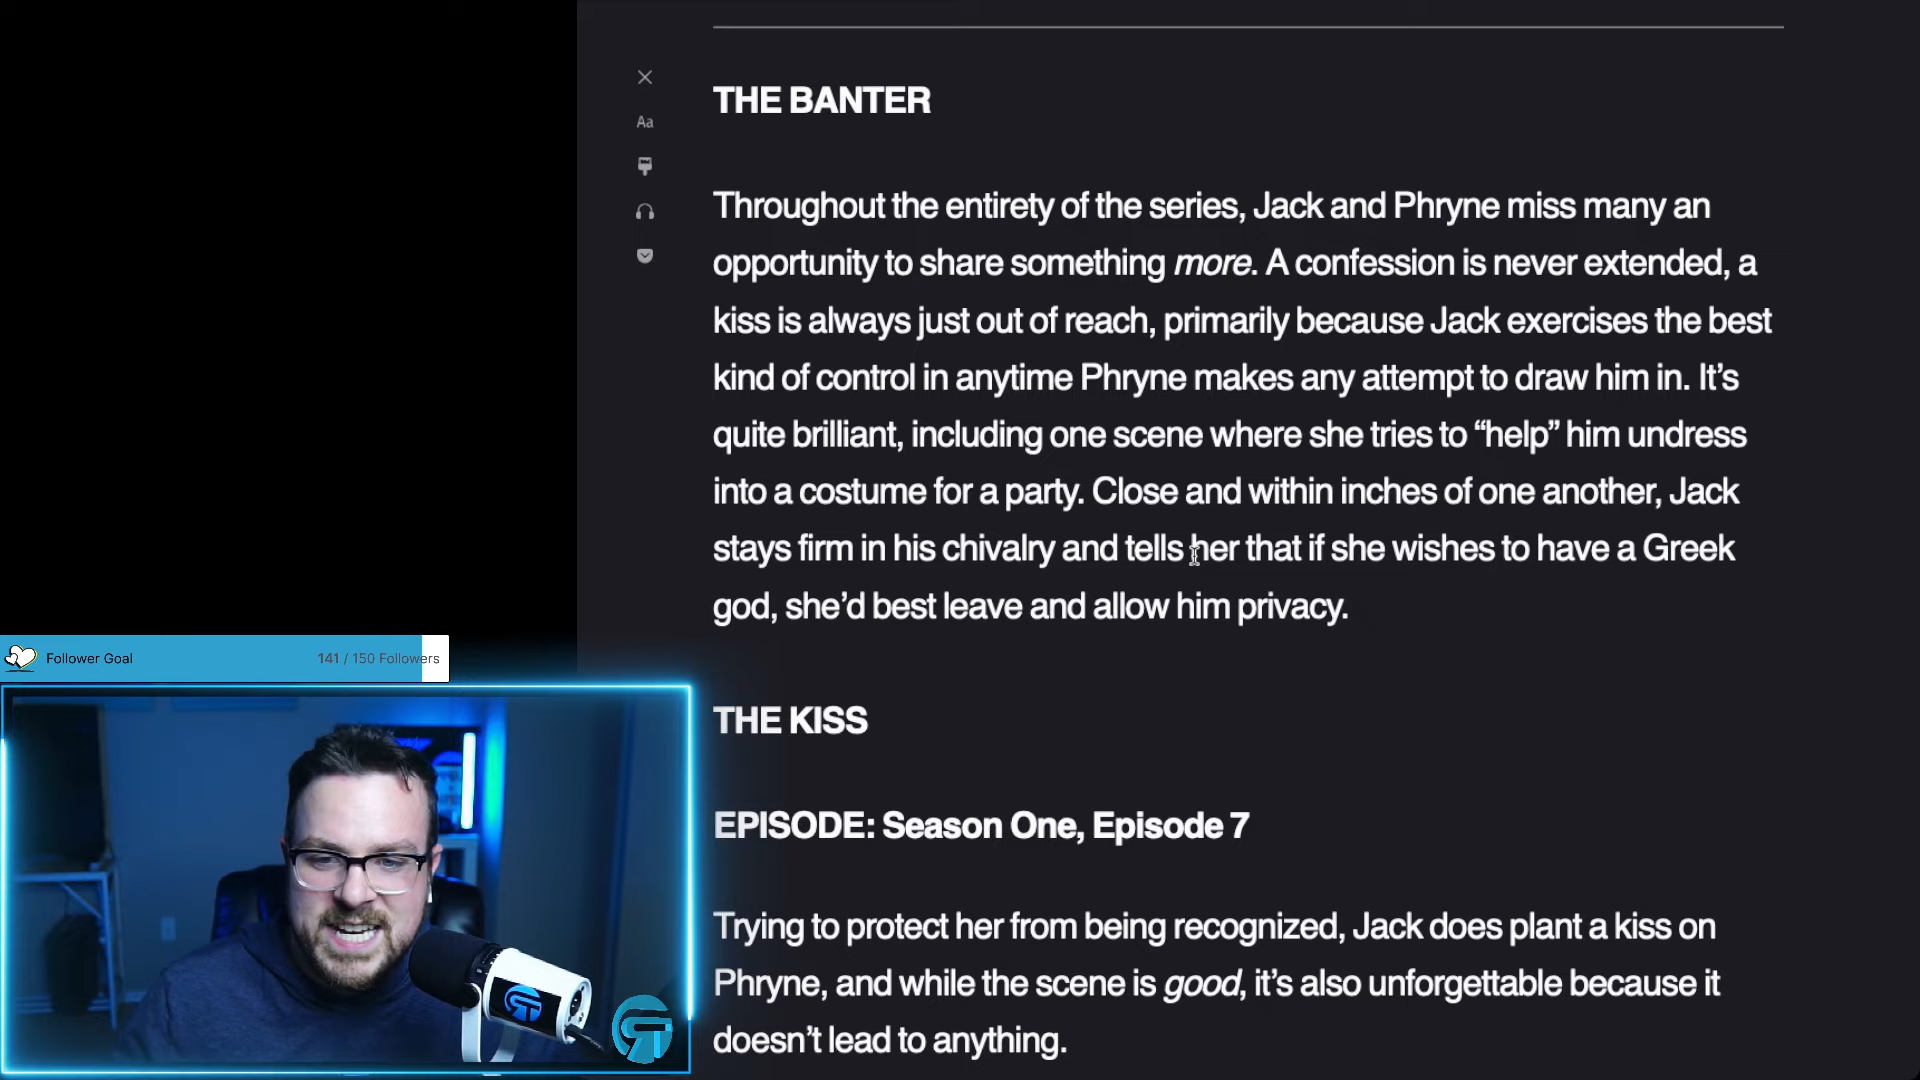 THE BANTER
Aa
Throughout the entirety of the series, Jack and Phryne miss many an
opportunity to share something more. A confession is never extended, a
kiss is always just out of reach, primarily because Jack exercises the best
kind of control in anytime Phryne makes any attempt to draw him in. It’s
quite brilliant, including one scene where she tries to “help” him undress
into a costume for a party. Close and within inches of one another, Jack
stays firm in his chivalry and tells her that if she wishes to have a Greek
god, she’d best leave and allow him privacy.
Follower Goal 141 / 150 Followers
THE KISS
EPISODE: Season One, Episode 7
Trying to protect her from being recognized, Jack does plant a kiss on
Phryne, and while the scene is good, it’s also unforgettable because it
doesn’t lead to anything.